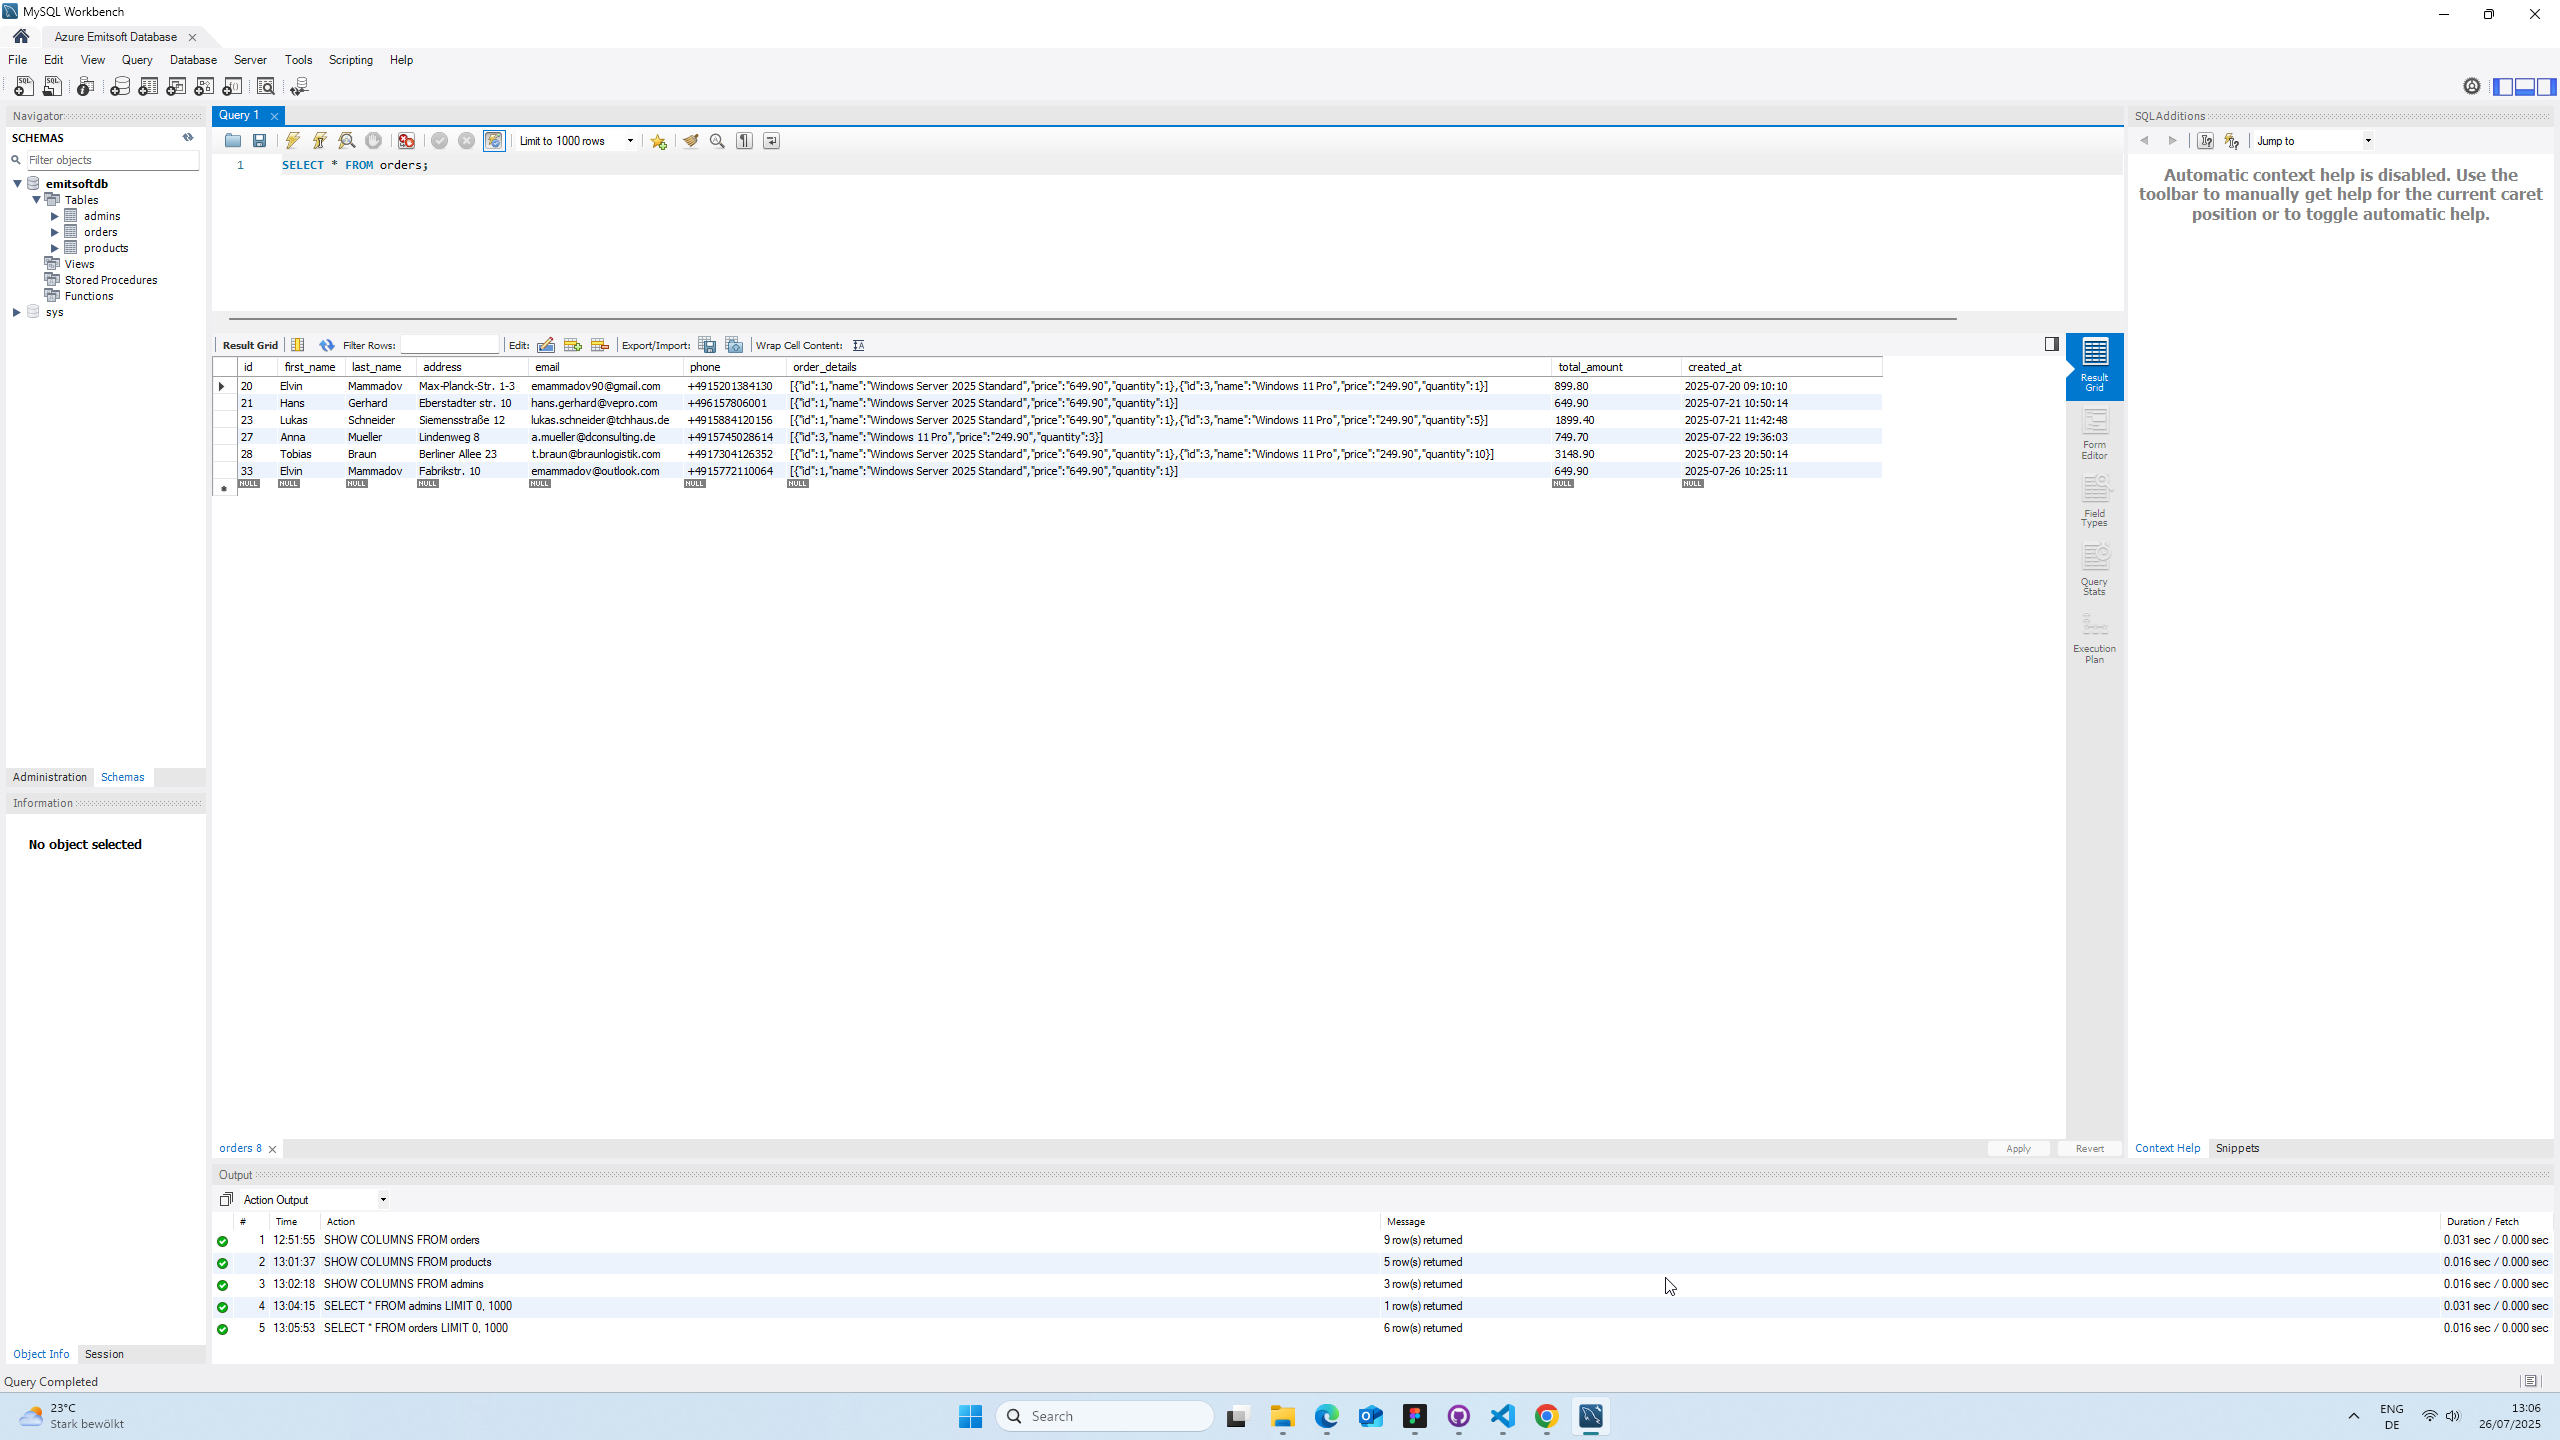 MySQL Workbench
Azure Emitsoft Database
File Edit View Query Database Server Tools Scripting Help
Navigator
SCHEMAS
Filter objects
emitsoftdb
Tables
admins
orders
products
Views
Stored Procedures
Functions
sys
Administration Schemas
Information
No object selected
Object Info Session
Query 1
Limit to 1000 rows
1 SELECT * FROM orders;
Result Grid Filter Rows: Edit: Export/Import: Wrap Cell Content:
id first_name last_name address email phone order_details total_amount created_at
20 Elvin Mammadov Max-Planck-Str. 1-3 emammadov90@gmail.com +4915201384130 [{"id":1,"name":"Windows Server 2025 Standard","price":"649.90","quantity":1},{"id":3,"name":"Windows 11 Pro","price":"249.90","quantity":1}] 899.80 2025-07-20 09:10:10
21 Hans Gerhard Eberstadter str. 10 hans.gerhard@vepro.com +496157806001 [{"id":1,"name":"Windows Server 2025 Standard","price":"649.90","quantity":1}] 649.90 2025-07-21 10:50:14
23 Lukas Schneider Siemensstraße 12 lukas.schneider@tchhaus.de +4915884120156 [{"id":1,"name":"Windows Server 2025 Standard","price":"649.90","quantity":1},{"id":3,"name":"Windows 11 Pro","price":"249.90","quantity":5}] 1899.40 2025-07-21 11:42:48
27 Anna Mueller Lindenweg 8 a.mueller@dconsulting.de +4915745028614 [{"id":3,"name":"Windows 11 Pro","price":"249.90","quantity":3}] 749.70 2025-07-22 19:36:03
28 Tobias Braun Berliner Allee 23 t.braun@braunlogistik.com +4917304126352 [{"id":1,"name":"Windows Server 2025 Standard","price":"649.90","quantity":1},{"id":3,"name":"Windows 11 Pro","price":"249.90","quantity":10}] 3148.90 2025-07-23 20:50:14
33 Elvin Mammadov Fabrikstr. 10 emammadov@outlook.com +4915772110064 [{"id":1,"name":"Windows Server 2025 Standard","price":"649.90","quantity":1}] 649.90 2025-07-26 10:25:11
NULL NULL NULL NULL NULL NULL NULL NULL NULL
Result
Grid
Form
Editor
Field
Types
Query
Stats
Execution
Plan
orders 8
Apply Revert
SQLAdditions
Jump to
Automatic context help is disabled. Use the
toolbar to manually get help for the current caret
position or to toggle automatic help.
Context Help Snippets
Output
Action Output
# Time Action Message Duration / Fetch
1 12:51:55 SHOW COLUMNS FROM orders 9 row(s) returned 0.031 sec / 0.000 sec
2 13:01:37 SHOW COLUMNS FROM products 5 row(s) returned 0.016 sec / 0.000 sec
3 13:02:18 SHOW COLUMNS FROM admins 3 row(s) returned 0.016 sec / 0.000 sec
4 13:04:15 SELECT * FROM admins LIMIT 0, 1000 1 row(s) returned 0.031 sec / 0.000 sec
5 13:05:53 SELECT * FROM orders LIMIT 0, 1000 6 row(s) returned 0.016 sec / 0.000 sec
Query Completed
23°C
Stark bewölkt
Search
ENG
DE
13:06
26/07/2025